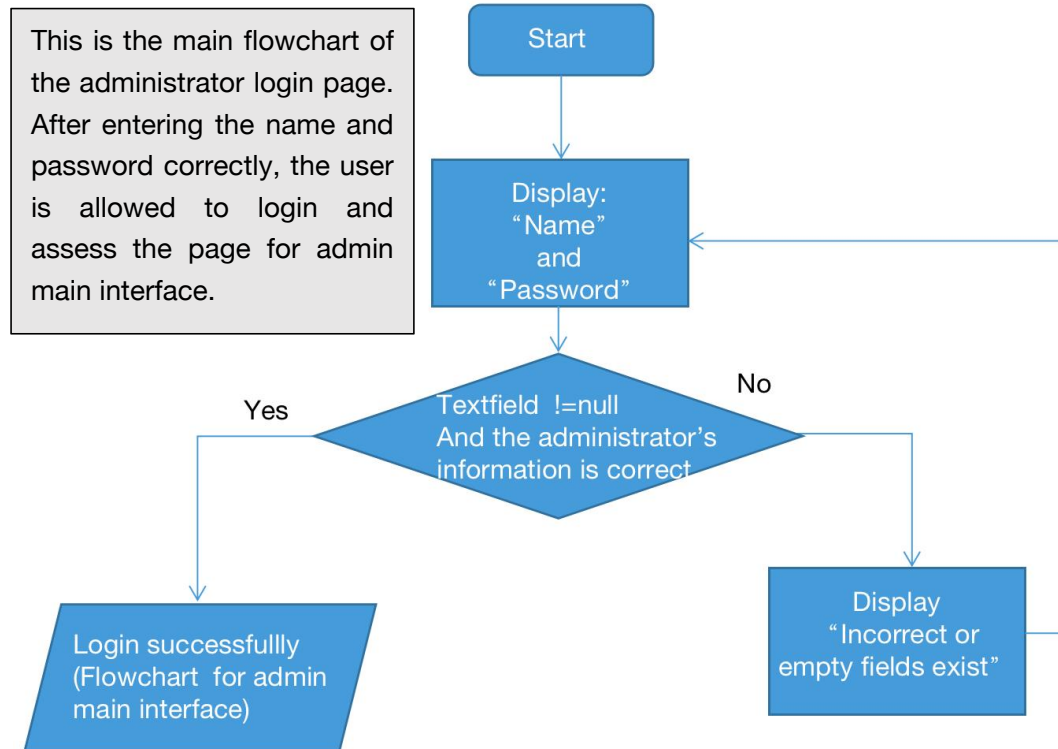 This is the main flowchart of
the administrator login page.
After entering the name and
password correctly, the user
is allowed to login and
assess the page for admin
main interface.
Start
Display:
“Name”
and
“Password”
Yes
No
Textfield !=null
And the administrator’s
information is correct
Login successfullly
(Flowchart for admin
main interface)
Display
“Incorrect or
empty fields exist”